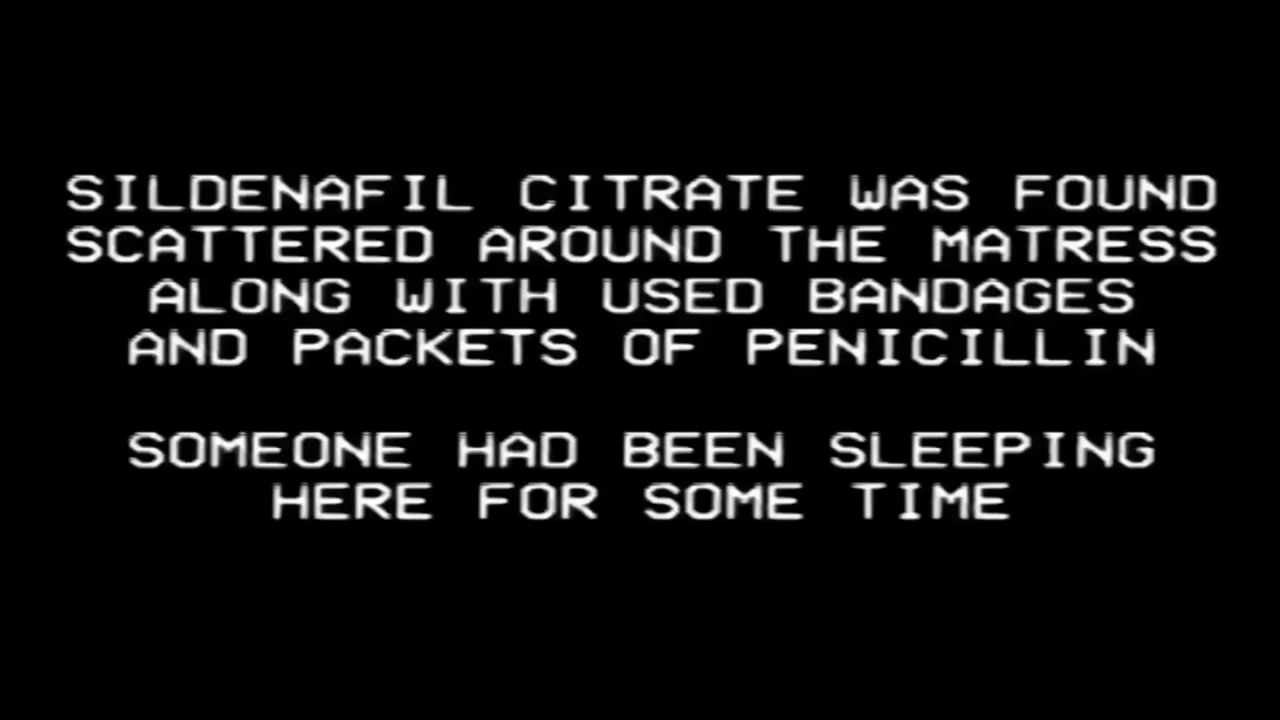 SILDENAFIL CITRATE WAS FOUND
SCATTERED AROUND THE MATRESS
ALONG WITH USED BANDAGES
AND PACKETS OF PENICILLIN
SOMEONE HAD BEEN SLEEPING
HERE FOR SOME TIME